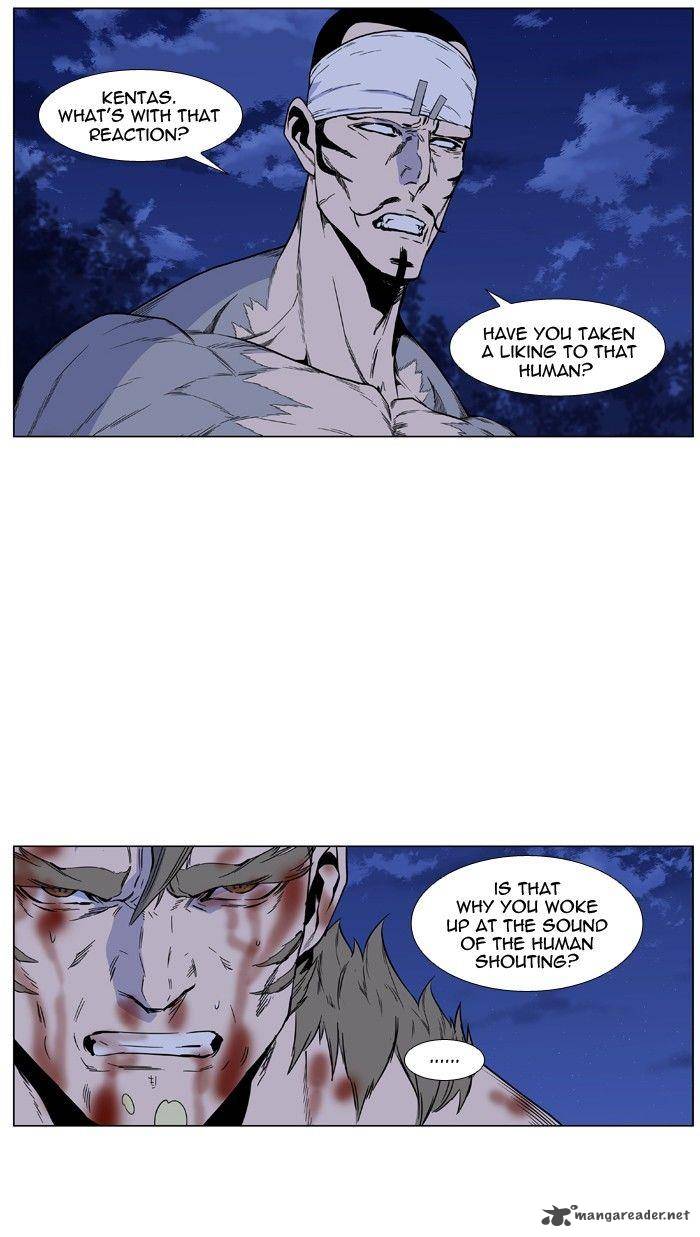 KENTAS.
WHAT'S WITH THAT
REACTION?
HAVE YOU TAKEN
A LIKING TO THAT
HUMAN?
IS THAT
WHY YOU WOKE
UP AT THE SOUND
OF THE HUMAN
SHOUTING?
......
mangareader.net